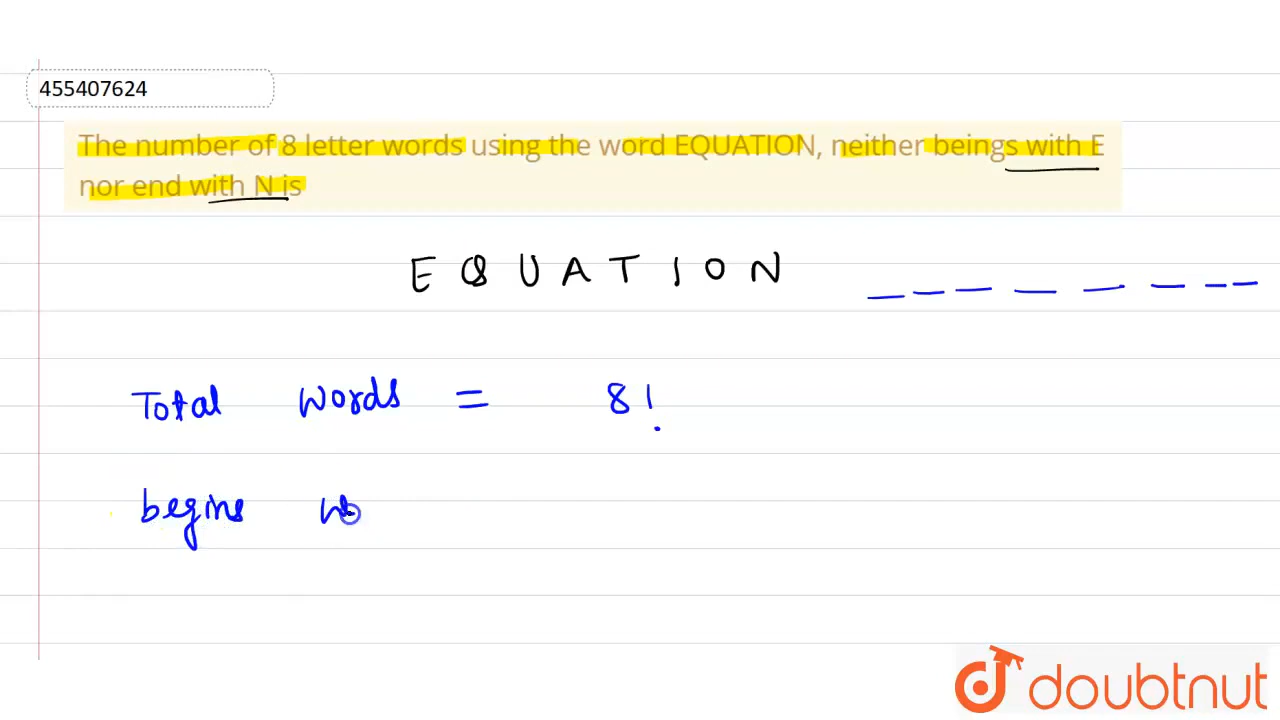 455407624
The number of 8 letter words using the word EQUATION, neither beings with E
nor end with N is
E Q U A T I O N
Total words = 8!
begins
doubtnut